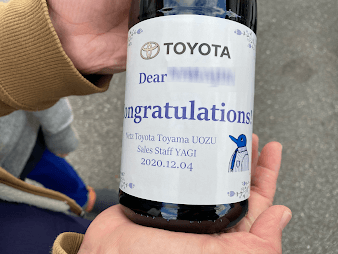 TOYOTA
Dear
ongratulations!
Toyota Toyama UOZU
Sales Staff YAGI
2020.12.04